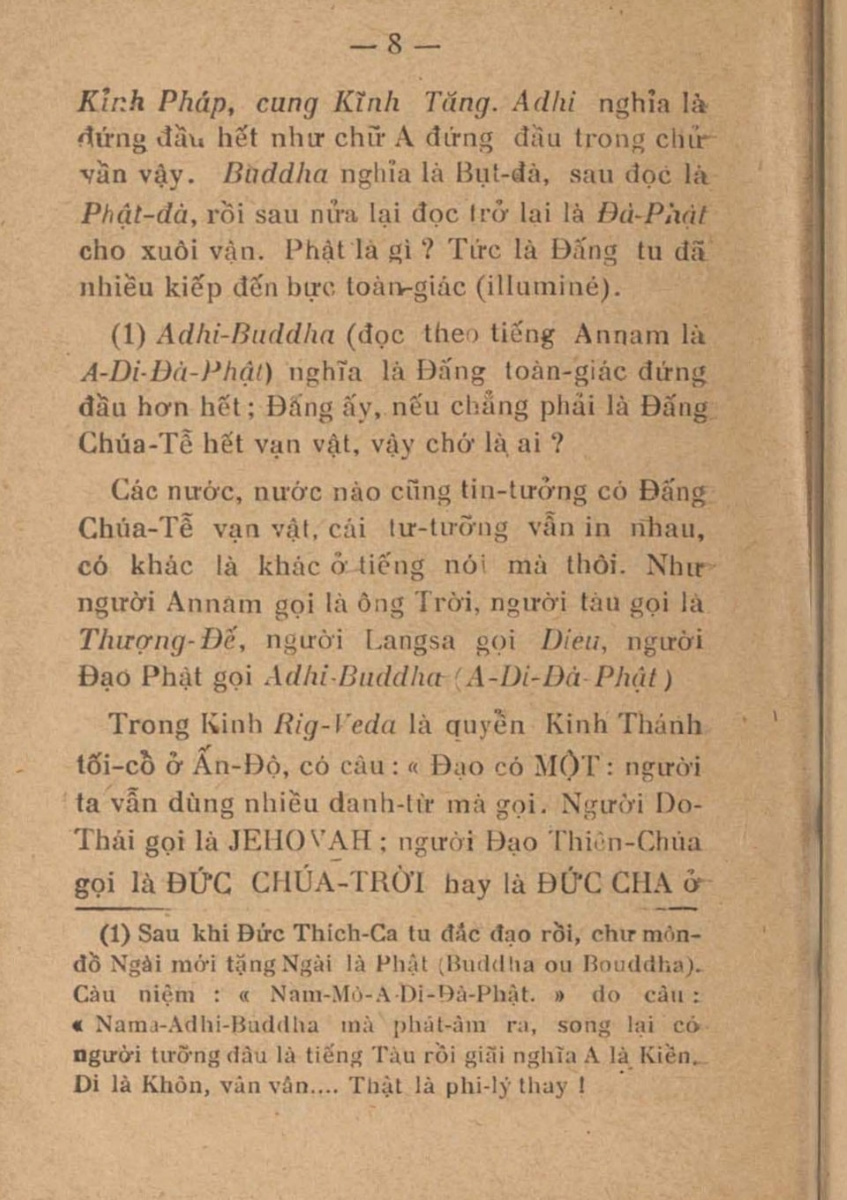 — 8 —
Kỉnh Pháp, cung Kĩnh Tăng. Adhi nghỉa là
đứng đầu hết như chữ A đứng đầu trong chử
vần vậy. Buddha nghỉa là Bụt-đà, sau đọc là
Phật-đà, rồi sau nửa lại đọc trở lại là Đà-Phật
cho xuôi vận. Phật là gì ? Tức là Đấng tu đã
nhiều kiếp đến bực toàn-giác (illuminé).
(1) Adhi-Buddha (đọc theo tiếng Annam là
A-Di-Đà-Phật) nghĩa là Đấng toàn-giác đứng
đầu hơn hết ; Đấng ấy, nếu chẳng phải là Đấng
Chúa-Tễ hết vạn vật, vậy chớ là ai ?
Các nước, nước nào cũng tin-tưởng có Đấng
Chúa-Tễ vạn vật, cái tư-tưỡng vẫn in nhau,
có khác là khác ở tiếng nói mà thôi. Như
người Annam gọi là ông Trời, người tàu gọi là
Thượng-Đế, người Langsa gọi Dieu, người
Đạo Phật gọi Adhi-Buddha (A-Di-Đà-Phật)
Trong Kinh Rig-Veda là quyền Kinh Thánh
tối-cồ ở Ấn-Độ, có câu : « Đạo có MỘT : người
ta vẫn dùng nhiều danh-từ mà gọi. Người Do-
Thái gọi là JEHOVAH ; người Đạo Thiên-Chúa
gọi là ĐỨC CHÚA-TRỜI hay là ĐỨC CHA ở
(1) Sau khi Đức Thích-Ca tu đắc đạo rồi, chư môn-
đồ Ngài mới tặng Ngài là Phật (Buddha ou Bouddha).
Câu niệm : « Nam-Mô-A-Di-Đà-Phật. » do câu :
« Nama-Adhi-Buddha mà phát-âm ra, song lại có
người tưỡng đâu là tiếng Tàu rồi giãi nghĩa A là Kiền.
Di là Khôn, vân vân.... Thật là phi-lý thay !